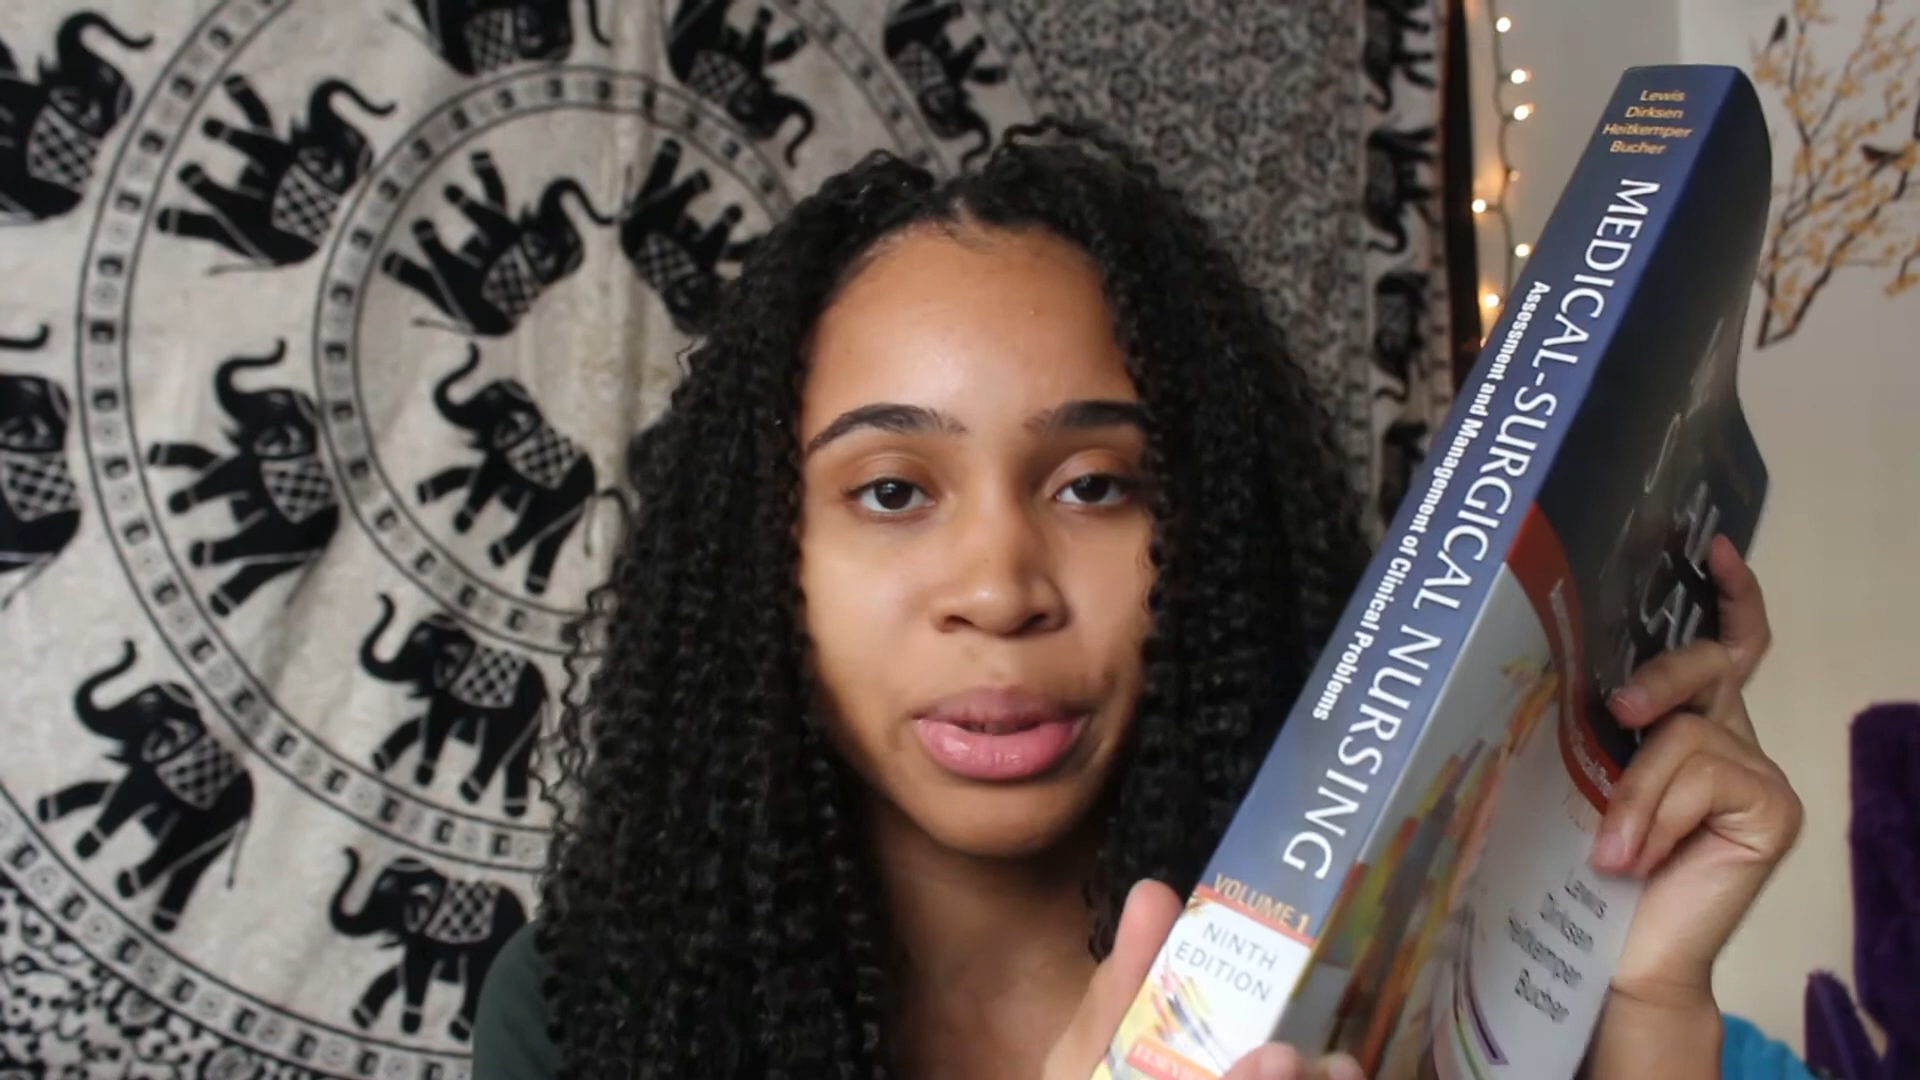 Lewis
Dirksen
Heitkemper
Bucher
MEDICAL-SURGICAL NURSING
Assessment and Management of Clinical Problems
VOLUME 1
NINTH
EDITION
ELSEVIER
Lewis
Dirksen
Heitkemper
Bucher